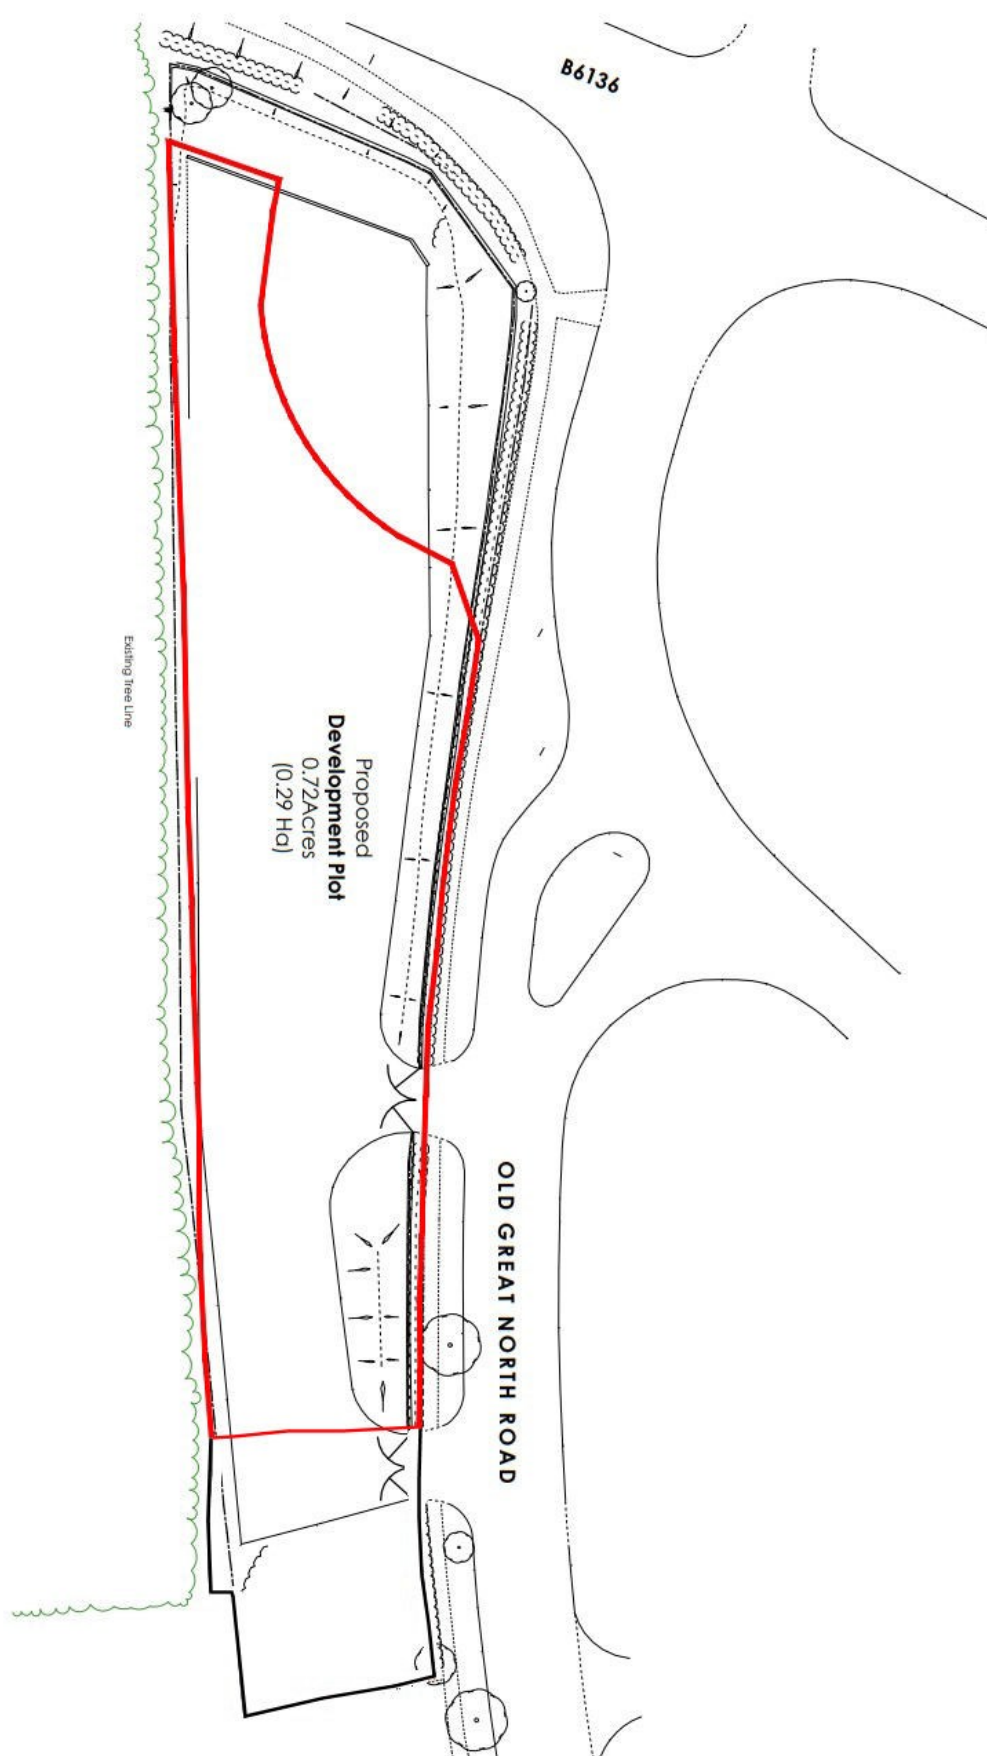 B6136
Existing Tree Line
Proposed
Development Plot
0.72Acres
(0.29 Ha)
OLD GREAT NORTH ROAD